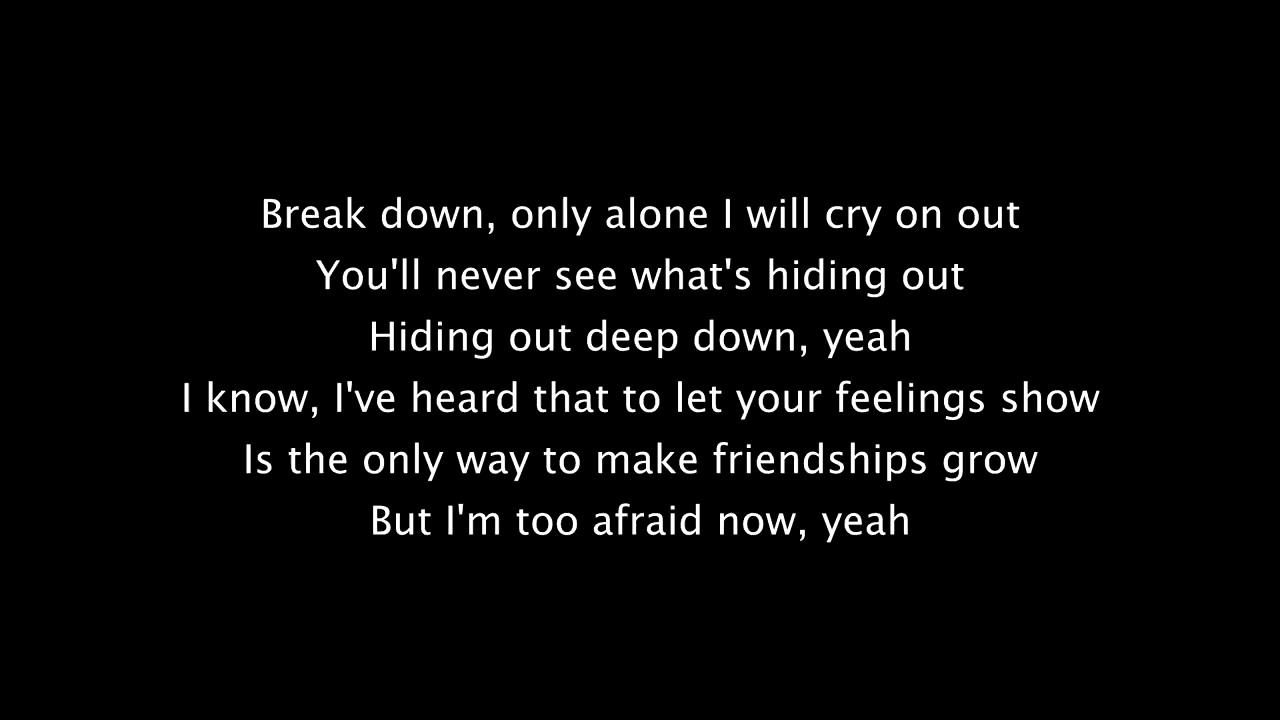 Break down, only alone I will cry on out
You'll never see what's hiding out
Hiding out deep down, yeah
I know, I've heard that to let your feelings show
Is the only way to make friendships grow
But I'm too afraid now, yeah